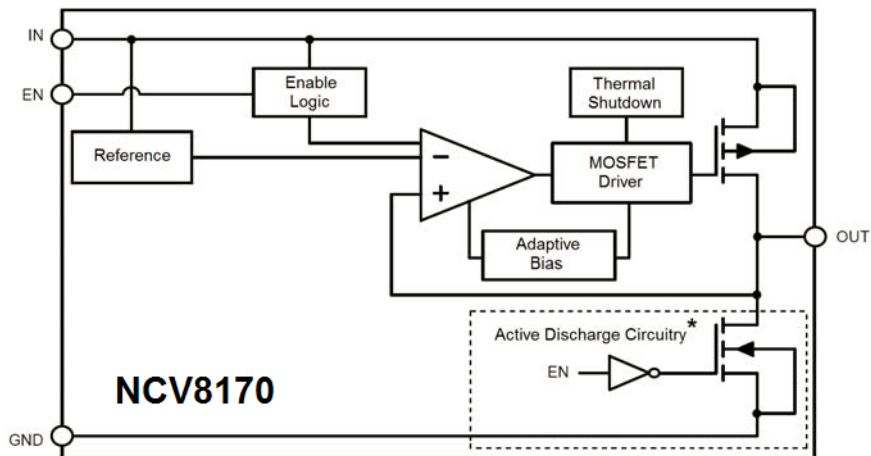 IN
EN
Enable
Logic
Thermal
Shutdown
Reference
−
+
MOSFET
Driver
OUT
Adaptive
Bias
Active Discharge Circuitry*
EN
NCV8170
GND